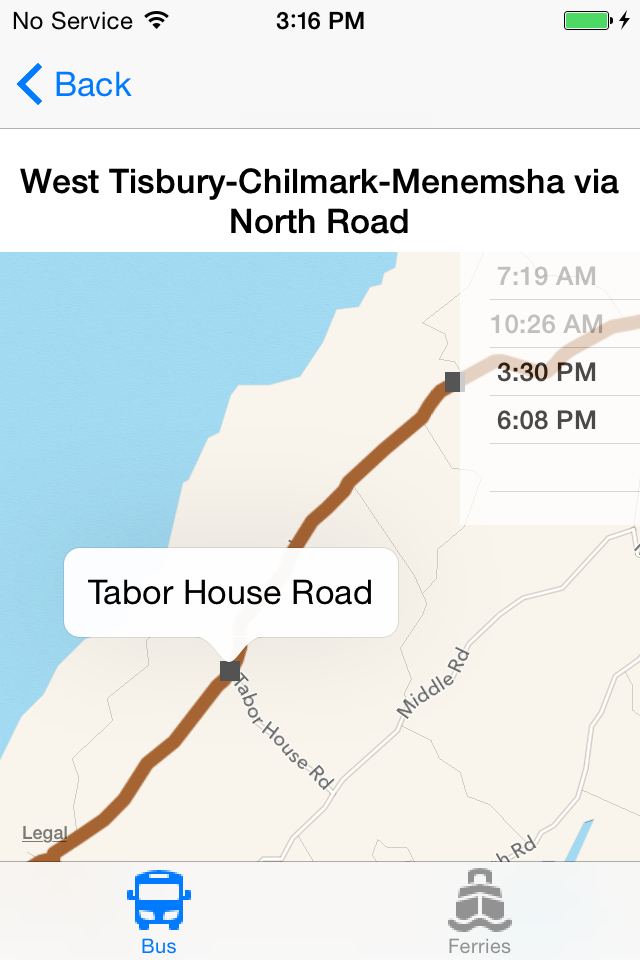 No Service
3:16 PM
Back
West Tisbury-Chilmark-Menemsha via
North Road
7:19 AM
10:26 AM
3:30 PM
6:08 PM
Tabor House Road
Middle Rd
Tabor House Rd
Legal
Bus
Ferries